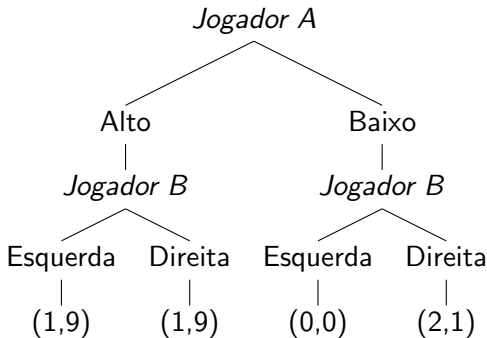 Jogador A
Alto Baixo
Jogador B Jogador B
Esquerda Direita Esquerda Direita
(1,9) (1,9) (0,0) (2,1)